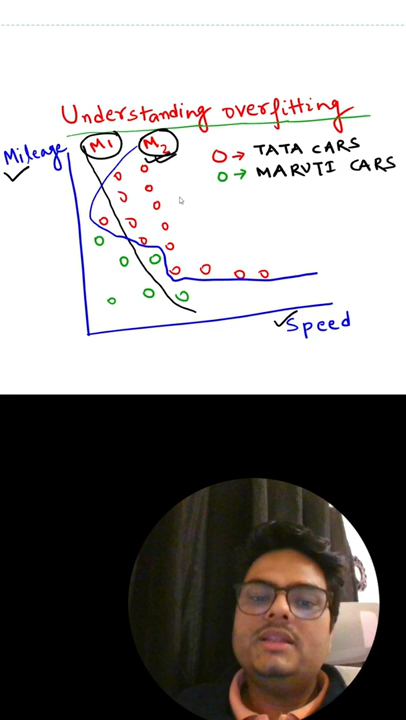 Understanding overfitting
M1 M2
Mileage
O → TATA CARS
O → MARUTI CARS
Speed